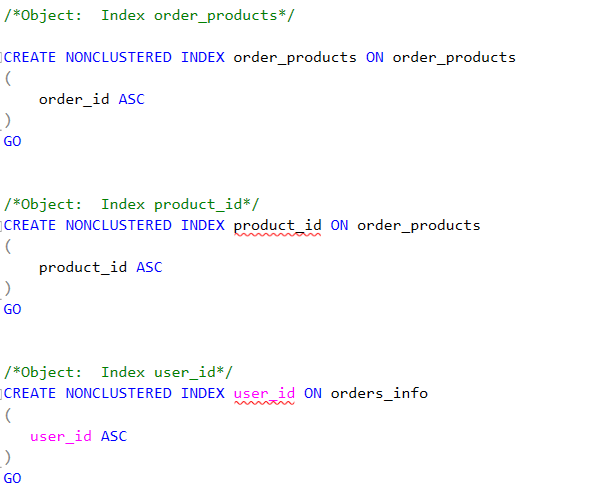 /*Object:  Index order_products*/
CREATE NONCLUSTERED INDEX order_products ON order_products
(
    order_id ASC
)
GO
/*Object:  Index product_id*/
CREATE NONCLUSTERED INDEX product_id ON order_products
(
    product_id ASC
)
GO
/*Object:  Index user_id*/
CREATE NONCLUSTERED INDEX user_id ON orders_info
(
   user_id ASC
)
GO